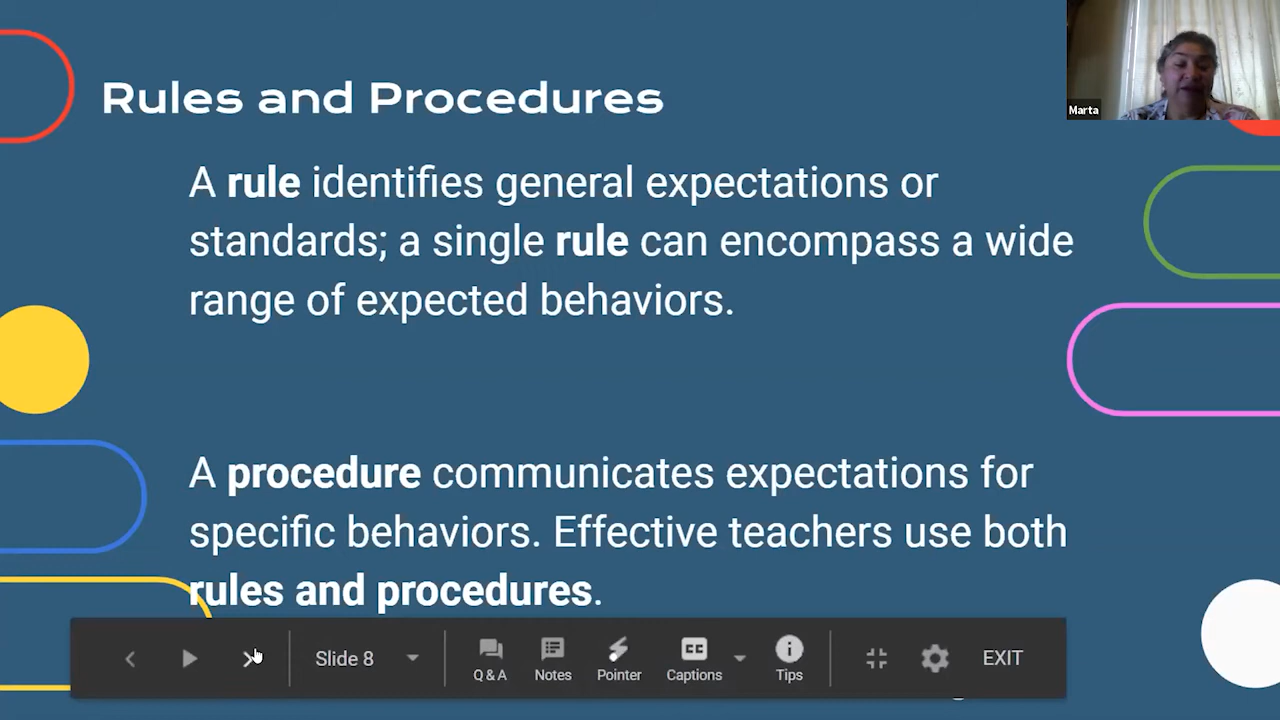 Rules and Procedures
Marta
A rule identifies general expectations or
standards; a single rule can encompass a wide
range of expected behaviors.
A procedure communicates expectations for
specific behaviors. Effective teachers use both
rules and procedures.
Slide 8
Q & A
Notes
Pointer
CC
Captions
Tips
EXIT